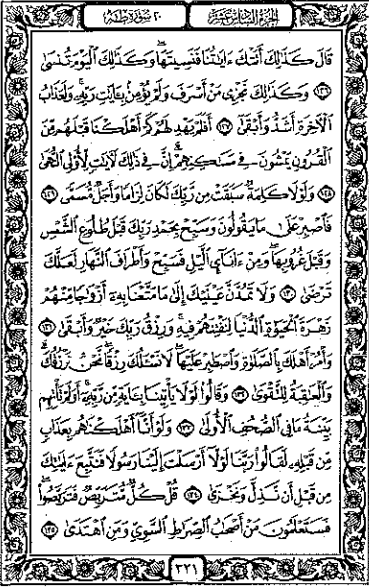 الجزء السادس عشر
٢٠ سورة طه
قَالَ كَذَٰلِكَ أَتَتْكَ ءَايَٰتُنَا فَنَسِيتَهَا ۖ وَكَذَٰلِكَ ٱلْيَوْمَ تُنسَىٰ
﴿١٢٦﴾ وَكَذَٰلِكَ نَجْزِى مَنْ أَسْرَفَ وَلَمْ يُؤْمِنۢ بِـَٔايَٰتِ رَبِّهِۦ ۚ وَلَعَذَابُ
ٱلْءَاخِرَةِ أَشَدُّ وَأَبْقَىٰٓ ﴿١٢٧﴾ أَفَلَمْ يَهْدِ لَهُمْ كَمْ أَهْلَكْنَا قَبْلَهُم مِّنَ
ٱلْقُرُونِ يَمْشُونَ فِى مَسَٰكِنِهِمْ ۗ إِنَّ فِى ذَٰلِكَ لَءَايَٰتٍ لِّأُو۟لِى ٱلنُّهَىٰ
﴿١٢٨﴾ وَلَوْلَا كَلِمَةٌ سَبَقَتْ مِن رَّبِّكَ لَكَانَ لِزَامًا وَأَجَلٌ مُّسَمًّى ﴿١٢٩﴾
فَٱصْبِرْ عَلَىٰ مَا يَقُولُونَ وَسَبِّحْ بِحَمْدِ رَبِّكَ قَبْلَ طُلُوعِ ٱلشَّمْسِ
وَقَبْلَ غُرُوبِهَا ۖ وَمِنْ ءَانَآئِ ٱلَّيْلِ فَسَبِّحْ وَأَطْرَافَ ٱلنَّهَارِ لَعَلَّكَ
تَرْضَىٰ ﴿١٣٠﴾ وَلَا تَمُدَّنَّ عَيْنَيْكَ إِلَىٰ مَا مَتَّعْنَا بِهِۦٓ أَزْوَٰجًا مِّنْهُمْ
زَهْرَةَ ٱلْحَيَوٰةِ ٱلدُّنْيَا لِنَفْتِنَهُمْ فِيهِ ۚ وَرِزْقُ رَبِّكَ خَيْرٌ وَأَبْقَىٰ ﴿١٣١﴾
وَأْمُرْ أَهْلَكَ بِٱلصَّلَوٰةِ وَٱصْطَبِرْ عَلَيْهَا ۖ لَا نَسْـَٔلُكَ رِزْقًا ۖ نَّحْنُ نَرْزُقُكَ ۗ
وَٱلْعَٰقِبَةُ لِلتَّقْوَىٰ ﴿١٣٢﴾ وَقَالُوا۟ لَوْلَا يَأْتِينَا بِـَٔايَةٍ مِّن رَّبِّهِۦٓ ۚ أَوَلَمْ تَأْتِهِم
بَيِّنَةُ مَا فِى ٱلصُّحُفِ ٱلْأُولَىٰ ﴿١٣٣﴾ وَلَوْ أَنَّآ أَهْلَكْنَٰهُم بِعَذَابٍ
مِّن قَبْلِهِۦ لَقَالُوا۟ رَبَّنَا لَوْلَآ أَرْسَلْتَ إِلَيْنَا رَسُولًا فَنَتَّبِعَ ءَايَٰتِكَ
مِن قَبْلِ أَن نَّذِلَّ وَنَخْزَىٰ ﴿١٣٤﴾ قُلْ كُلٌّ مُّتَرَبِّصٌ فَتَرَبَّصُوا۟ ۖ
فَسَتَعْلَمُونَ مَنْ أَصْحَٰبُ ٱلصِّرَٰطِ ٱلسَّوِىِّ وَمَنِ ٱهْتَدَىٰ ﴿١٣٥﴾
٣٢١